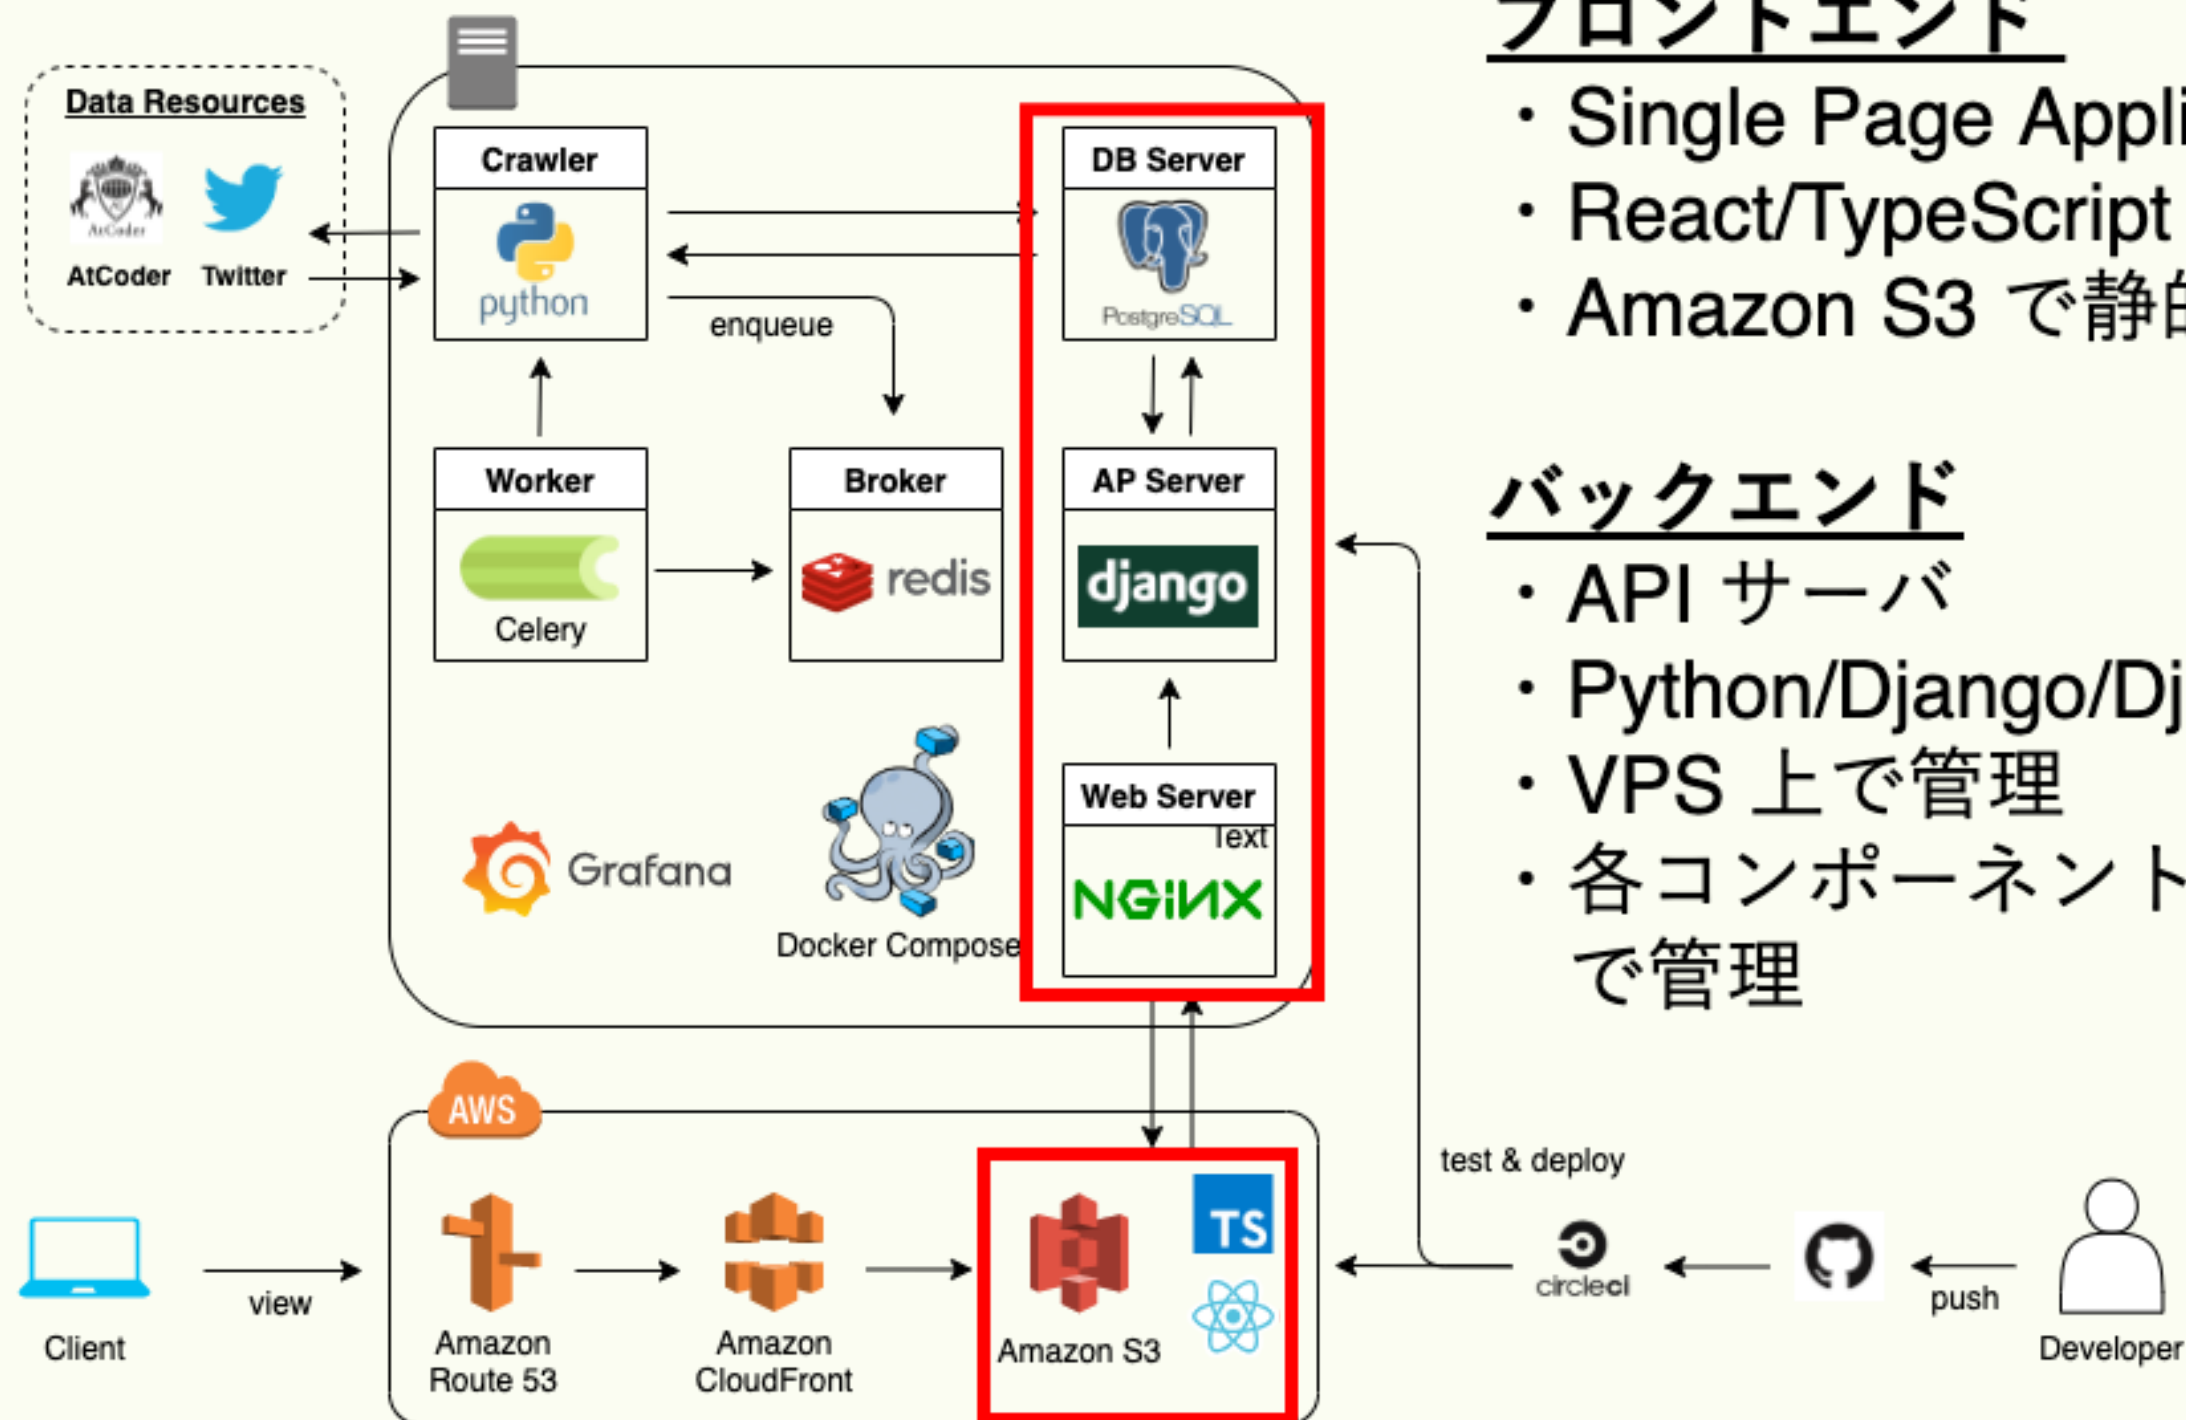 Data Resources
AtCoder
AtCoder
Twitter
Crawler
python
enqueue
DB Server
PostgreSQL
Worker
Celery
Broker
redis
AP Server
django
Grafana
Docker Compose
Web Server
Text
NGiNX
AWS
Client
view
Amazon
Route 53
Amazon
CloudFront
Amazon S3
TS
test & deploy
circleci
push
Developer
フロントエンド
・Single Page Appli
・React/TypeScript
・Amazon S3 で静的
バックエンド
・API サーバ
・Python/Django/Dj
・VPS 上で管理
・各コンポーネント
で管理